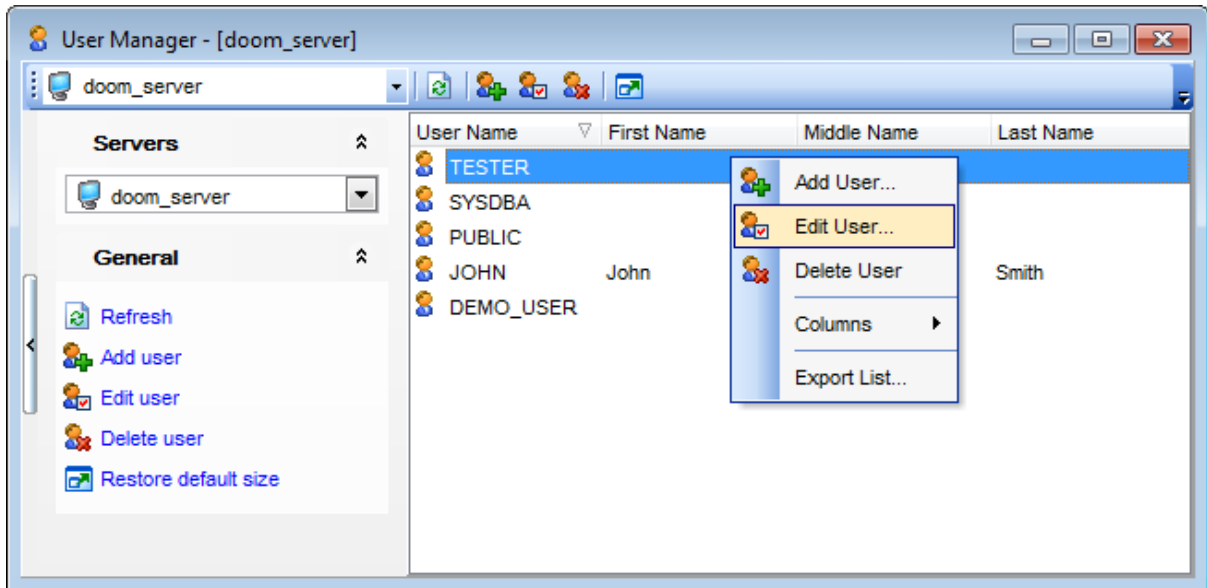 User Manager - [doom_server]
doom_server
Servers
doom_server
General
Refresh
Add user
Edit user
Delete user
Restore default size
User Name First Name Middle Name Last Name
TESTER
SYSDBA
PUBLIC
JOHN John Smith
DEMO_USER
Add User...
Edit User...
Delete User
Columns
Export List...